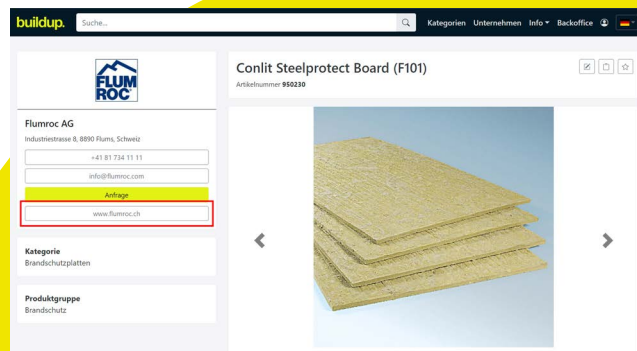 buildup.
Suche...
Kategorien Unternehmen Info Backoffice
FLUM
ROC
Flumroc AG
Industriestrasse 8, 8890 Flums, Schweiz
+41 81 734 11 11
info@flumroc.com
Anfrage
www.flumroc.ch
Kategorie
Brandschutzplatten
Produktgruppe
Brandschutz
Conlit Steelprotect Board (F101)
Artikelnummer 950230